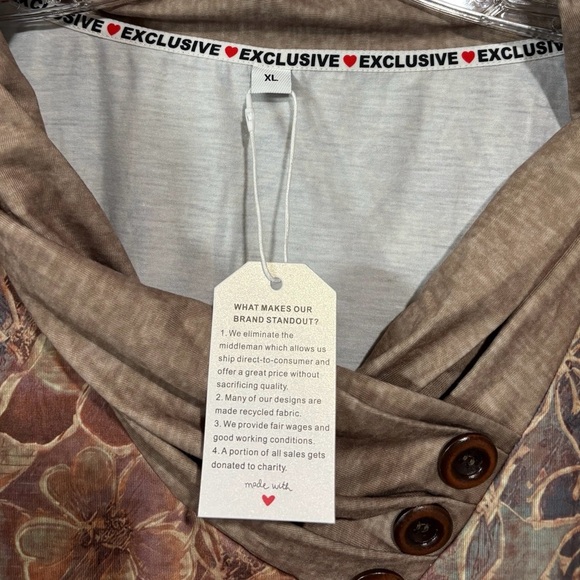 EXCLUSIVE ❤ EXCLUSIVE ❤ EXCLUSIVE ❤ EXCLUSIVE
XL
WHAT MAKES OUR
BRAND STANDOUT?
1. We eliminate the
middleman which allows us
ship direct-to-consumer and
offer a great price without
sacrificing quality.
2. Many of our designs are
made recycled fabric.
3. We provide fair wages and
good working conditions.
4. A portion of all sales gets
donated to charity.
made with
❤